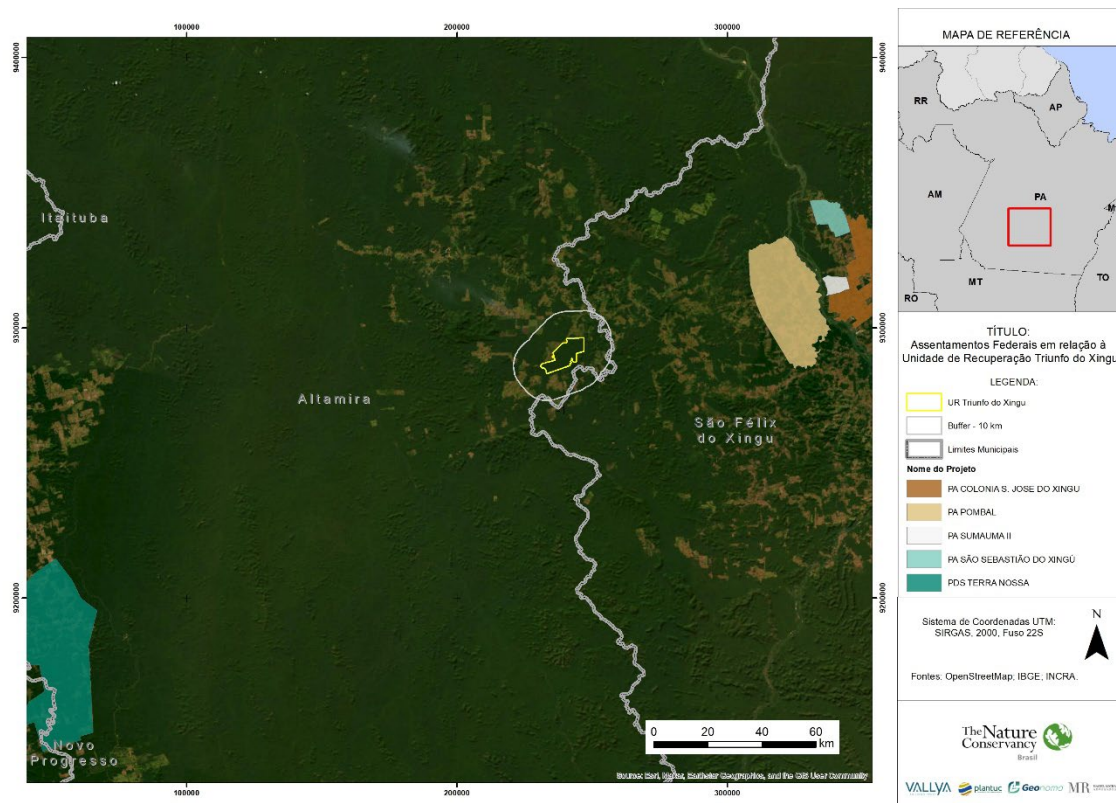 100000
200000
300000
9400000
9400000
Itaituba
9300000
9300000
Altamira
São Félix
do Xingu
9200000
9200000
Novo
Progresso
0 20 40 60
km
Source: Esri, Maxar, Earthstar Geographics, and the GIS User Community
100000
200000
300000
MAPA DE REFERÊNCIA
RR
AP
AM
PA
M
TO
MT
RO
TÍTULO:
Assentamentos Federais em relação à
Unidade de Recuperação Triunfo do Xingu
LEGENDA:
UR Triunfo do Xingu
Buffer - 10 km
Limites Municipais
Nome do Projeto
PA COLONIA S. JOSE DO XINGU
PA POMBAL
PA SUMAUMA II
PA SÃO SEBASTIÃO DO XINGÚ
PDS TERRA NOSSA
Sistema de Coordenadas UTM:
SIRGAS, 2000, Fuso 22S
N
Fontes: OpenStreetMap; IBGE; INCRA.
The Nature
Conservancy
Brasil
VALLYA plantuc Geonoma MR